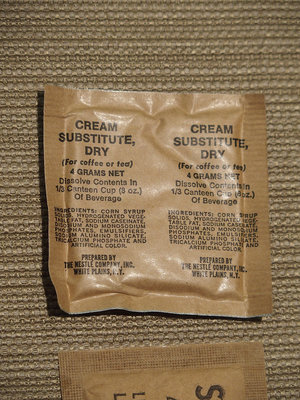 CREAM
SUBSTITUTE,
DRY
(For coffee or tea)
4 GRAMS NET
Dissolve Contents In
1/3 Canteen Cup (8 oz.)
Of Beverage
INGREDIENTS: CORN SYRUP
SOLIDS, HYDROGENATED VEGE-
TABLE FAT, SODIUM CASEINATE,
DISODIUM AND MONOSODIUM
PHOSPHATES, EMULSIFIERS,
SODIUM ALUMINO SILICATE,
TRICALCIUM PHOSPHATE AND
ARTIFICIAL COLOR.
PREPARED BY
THE NESTLE COMPANY, INC.
WHITE PLAINS, N.Y.
CREAM
SUBSTITUTE,
DRY
(For coffee or tea)
4 GRAMS NET
Dissolve Contents In
1/3 Canteen Cup (8 oz.)
Of Beverage
INGREDIENTS: CORN SYRUP
SOLIDS, HYDROGENATED VEGE-
TABLE FAT, SODIUM CASEINATE,
DISODIUM AND MONOSODIUM
PHOSPHATES, EMULSIFIERS,
SODIUM ALUMINO SILICATE,
TRICALCIUM PHOSPHATE AND
ARTIFICIAL COLOR.
PREPARED BY
THE NESTLE COMPANY, INC.
WHITE PLAINS, N.Y.